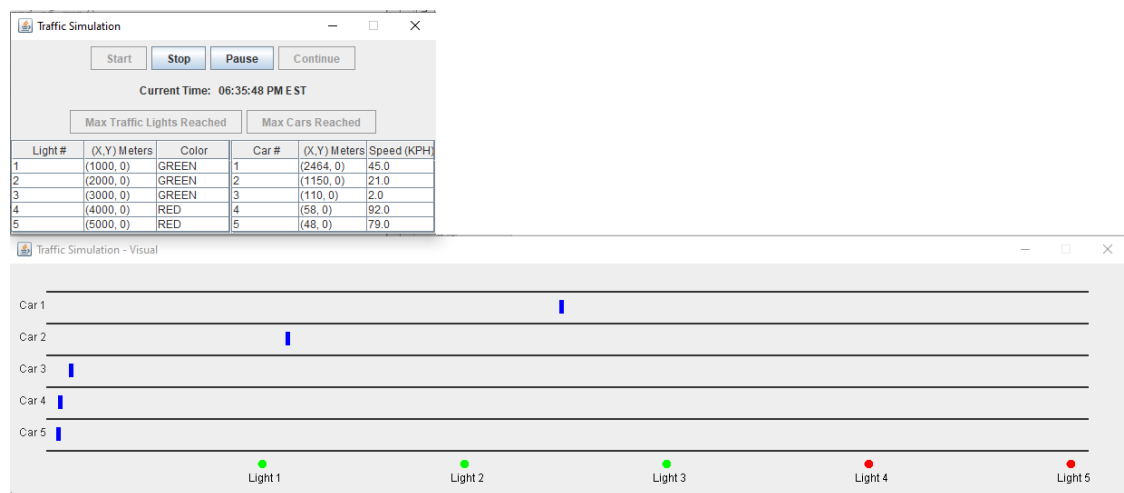 Traffic Simulation
Start Stop Pause Continue
Current Time: 06:35:48 PM EST
Max Traffic Lights Reached Max Cars Reached
Light # (X,Y) Meters Color Car # (X,Y) Meters Speed (KPH)
1 (1000, 0) GREEN 1 (2464, 0) 45.0
2 (2000, 0) GREEN 2 (1150, 0) 21.0
3 (3000, 0) GREEN 3 (110, 0) 2.0
4 (4000, 0) RED 4 (58, 0) 92.0
5 (5000, 0) RED 5 (48, 0) 79.0
Traffic Simulation - Visual
Car 1
Car 2
Car 3
Car 4
Car 5
Light 1 Light 2 Light 3 Light 4 Light 5